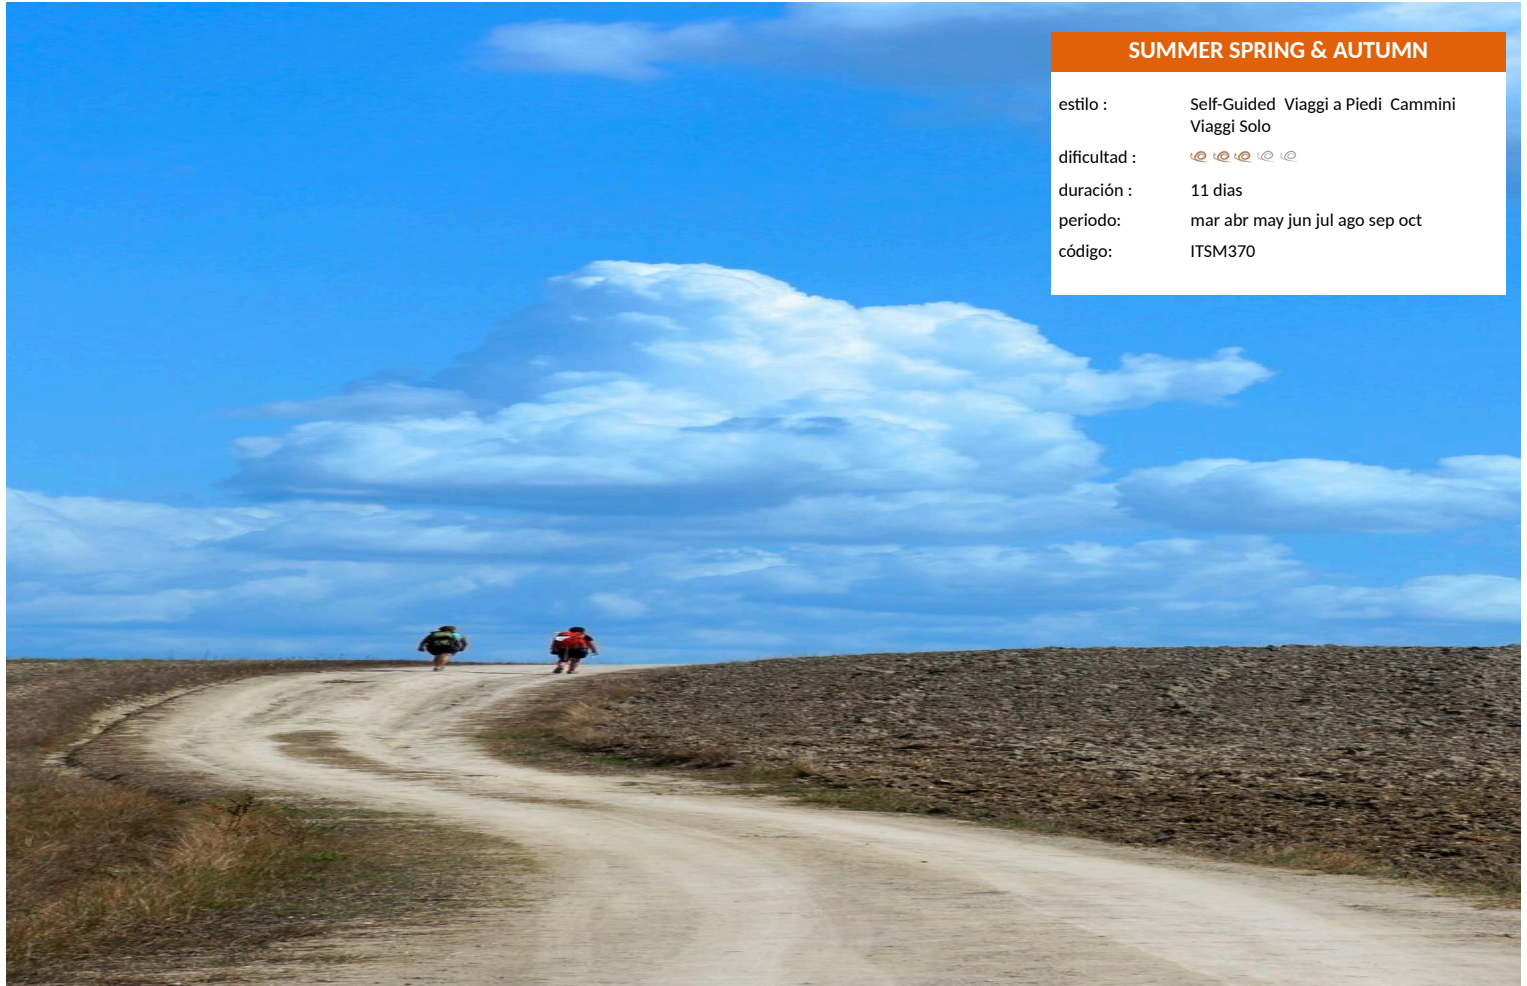 SUMMER SPRING & AUTUMN
estilo : Self-Guided Viaggi a Piedi Cammini
Viaggi Solo
dificultad :
duración : 11 dias
periodo: mar abr may jun jul ago sep oct
código: ITSM370